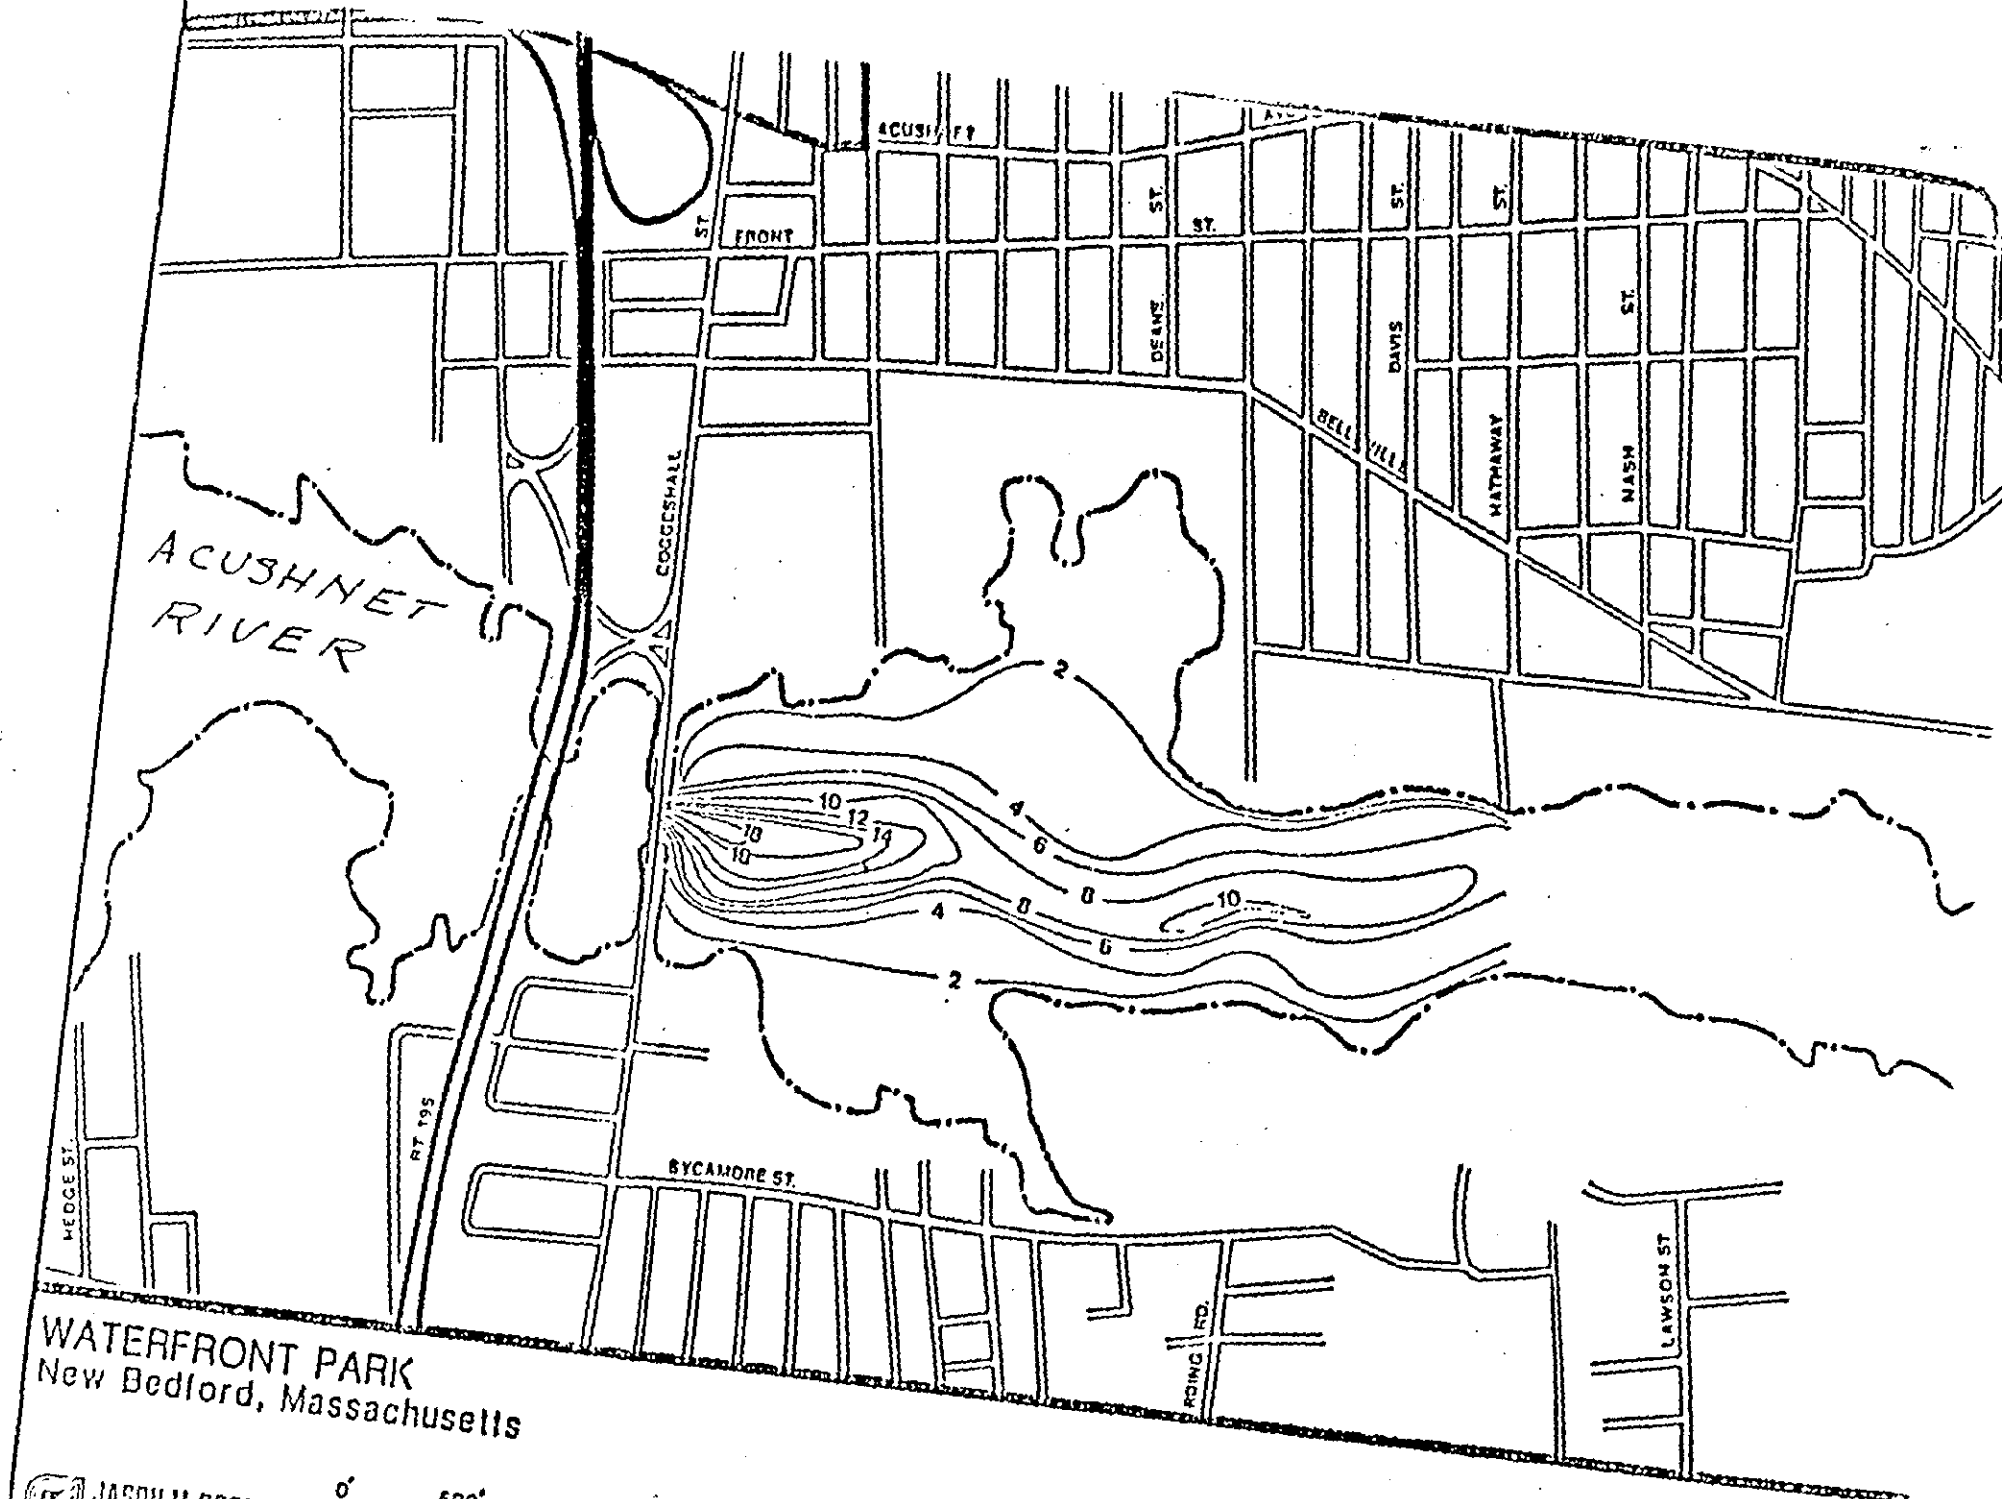 ST
FRONT
ST.
ST.
ST.
ST.
ST.
DEANE
DAVIS
HATHAWAY
NASH
COGGESHALL
ACUSHNET
RIVER
2
4
6
8
10
12
14
18
10
10
8
8
4
6
2
RT 195
HEDGE ST.
SYCAMORE ST.
RD.
LAWSON ST
WATERFRONT PARK
New Bedford, Massachusetts
0'